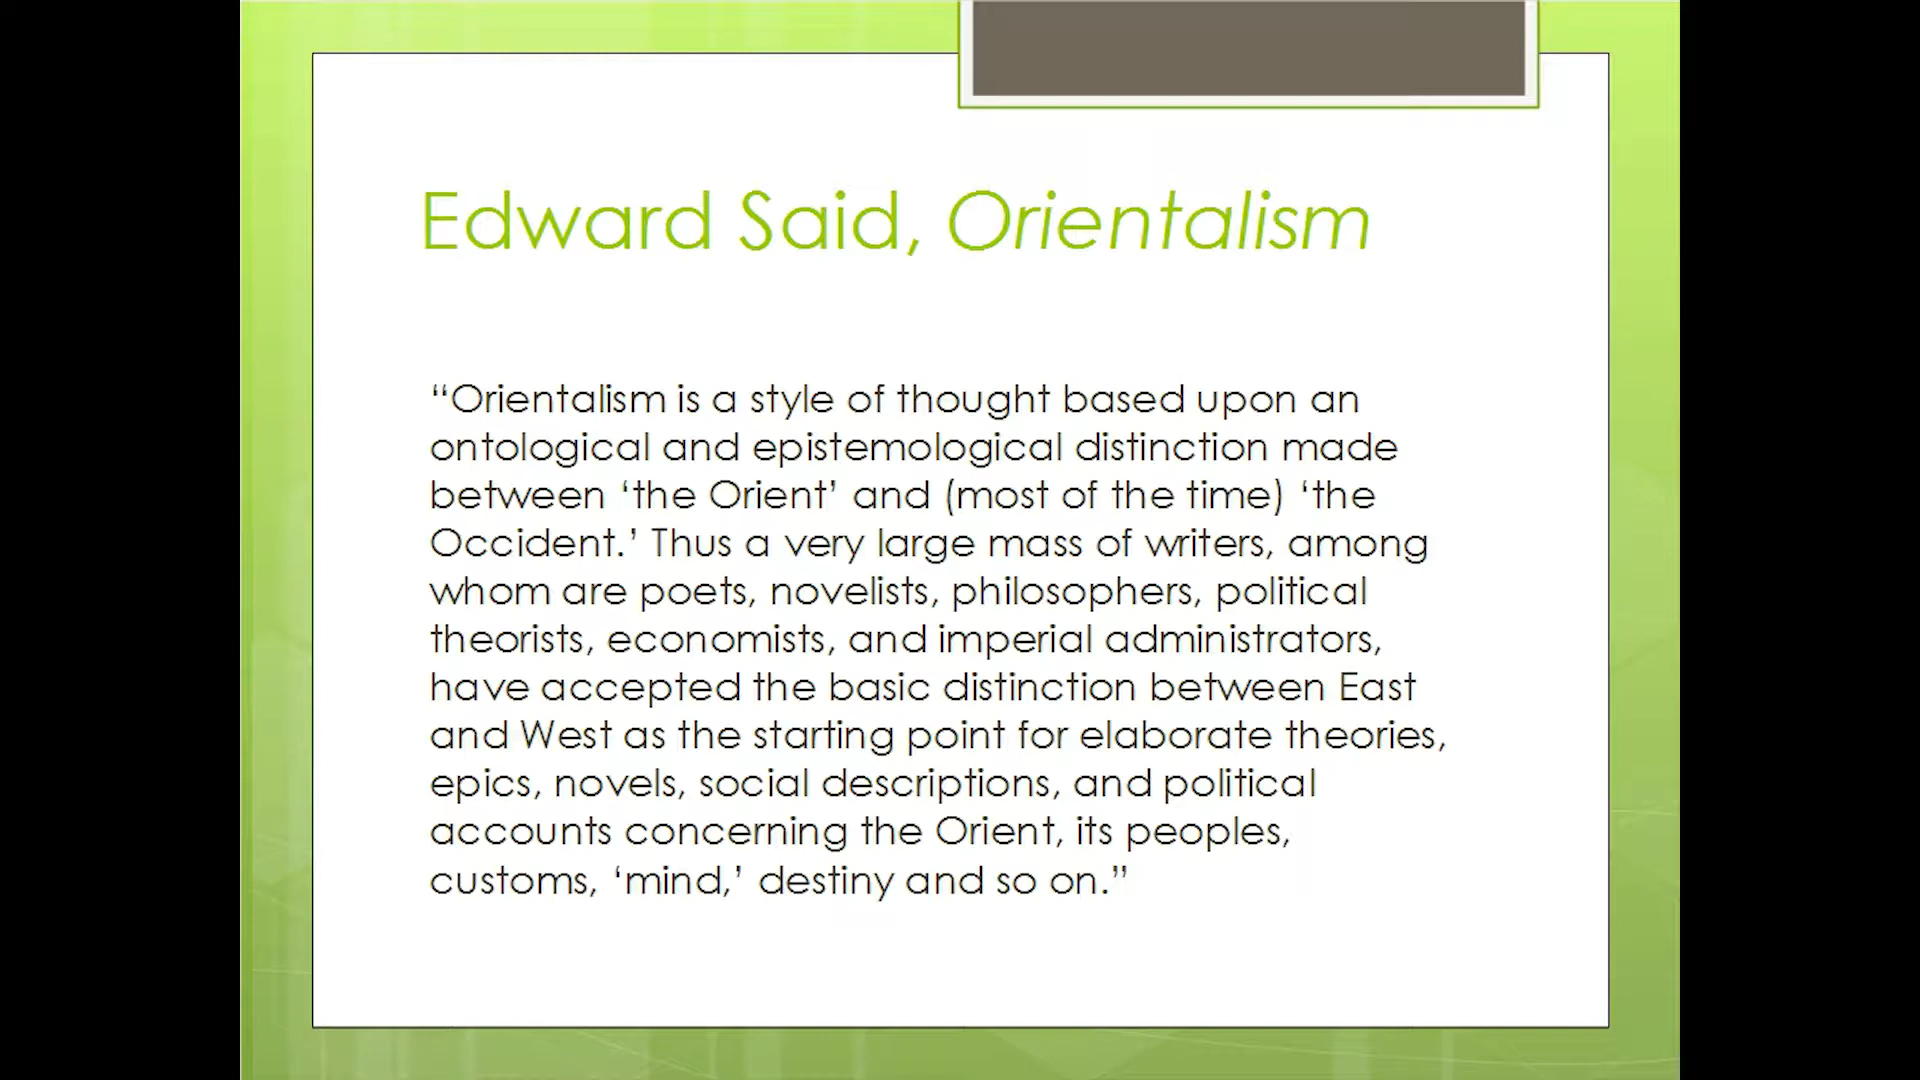 Edward Said, Orientalism
“Orientalism is a style of thought based upon an
ontological and epistemological distinction made
between ‘the Orient’ and (most of the time) ‘the
Occident.’ Thus a very large mass of writers, among
whom are poets, novelists, philosophers, political
theorists, economists, and imperial administrators,
have accepted the basic distinction between East
and West as the starting point for elaborate theories,
epics, novels, social descriptions, and political
accounts concerning the Orient, its peoples,
customs, ‘mind,’ destiny and so on.”